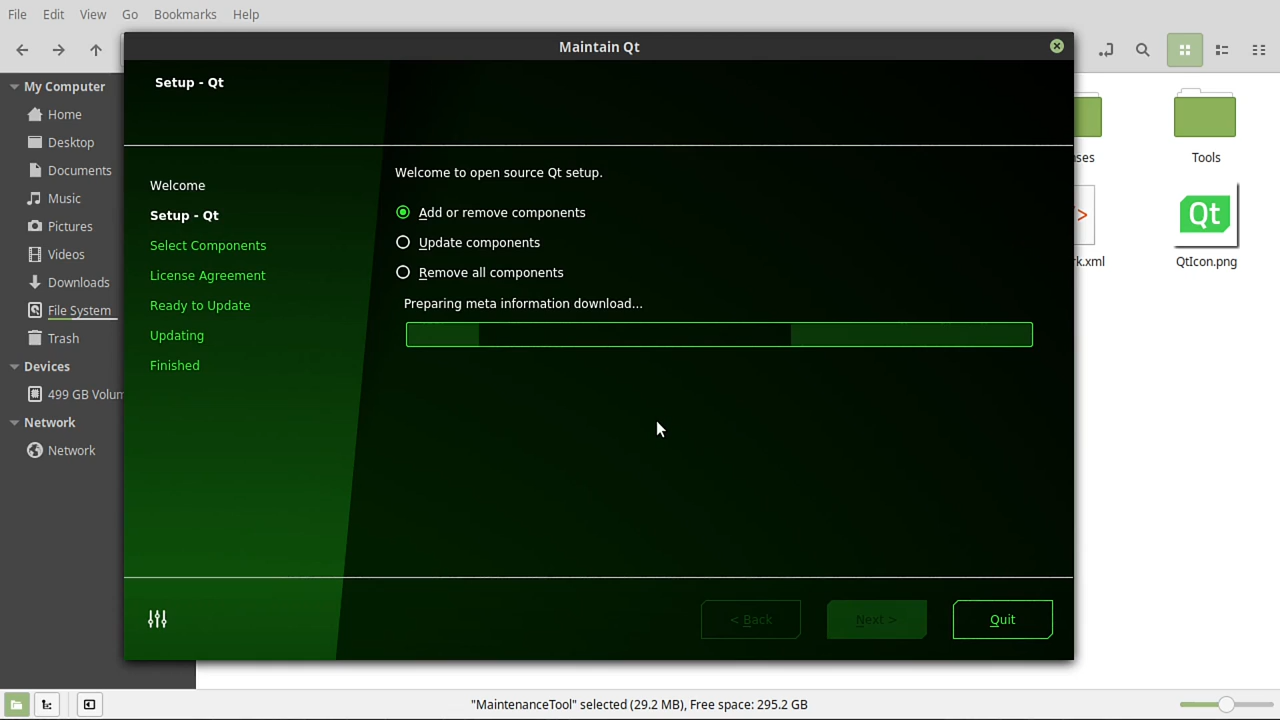 File Edit View Go Bookmarks Help
Maintain Qt
Setup - Qt
My Computer
Home
Desktop
Documents
Music
Pictures
Videos
Downloads
File System
Trash
Devices
499 GB Volum
Network
Network
Welcome
Setup - Qt
Select Components
License Agreement
Ready to Update
Updating
Finished
Welcome to open source Qt setup.
Add or remove components
Update components
Remove all components
Preparing meta information download...
< Back
Next >
Quit
ses
Tools
rk.xml
Qt
QtIcon.png
"MaintenanceTool" selected (29.2 MB), Free space: 295.2 GB